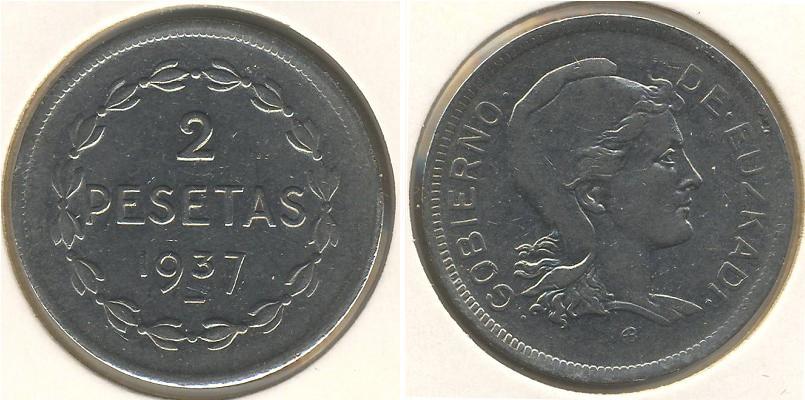 2
PESETAS
1937
GOBIERNO · DE · EUZKADI ·